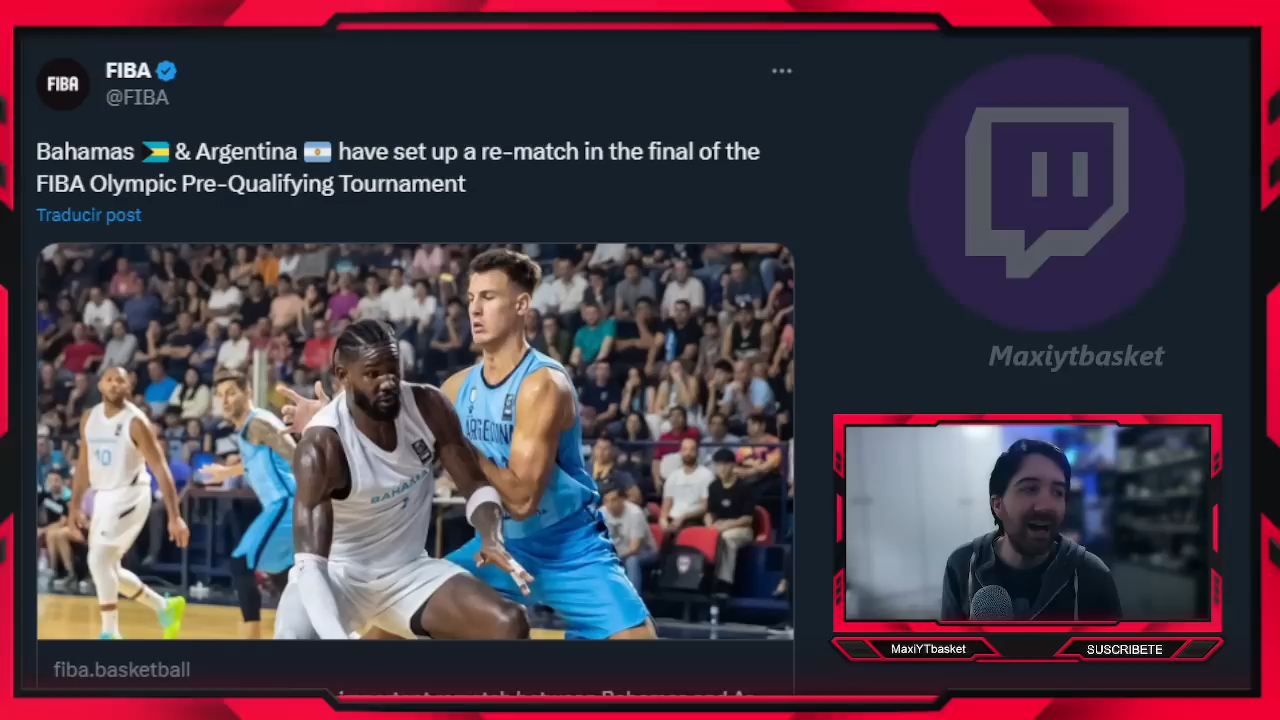 FIBA
FIBA
@FIBA
Bahamas & Argentina have set up a re-match in the final of the
FIBA Olympic Pre-Qualifying Tournament
Traducir post
10
BAHAMAS
7
fiba.basketball
Maxiytbasket
MaxiYTbasket
SUSCRIBETE